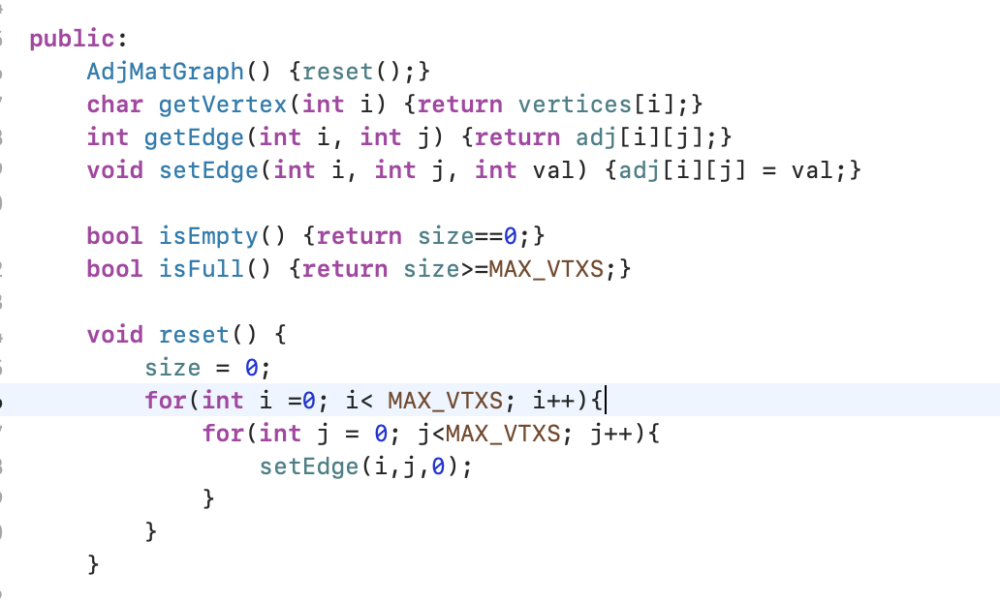 public:
    AdjMatGraph() {reset();}
    char getVertex(int i) {return vertices[i];}
    int getEdge(int i, int j) {return adj[i][j];}
    void setEdge(int i, int j, int val) {adj[i][j] = val;}
    bool isEmpty() {return size==0;}
    bool isFull() {return size>=MAX_VTXS;}
    void reset() {
        size = 0;
        for(int i =0; i< MAX_VTXS; i++){
            for(int j = 0; j<MAX_VTXS; j++){
                setEdge(i,j,0);
            }
        }
    }